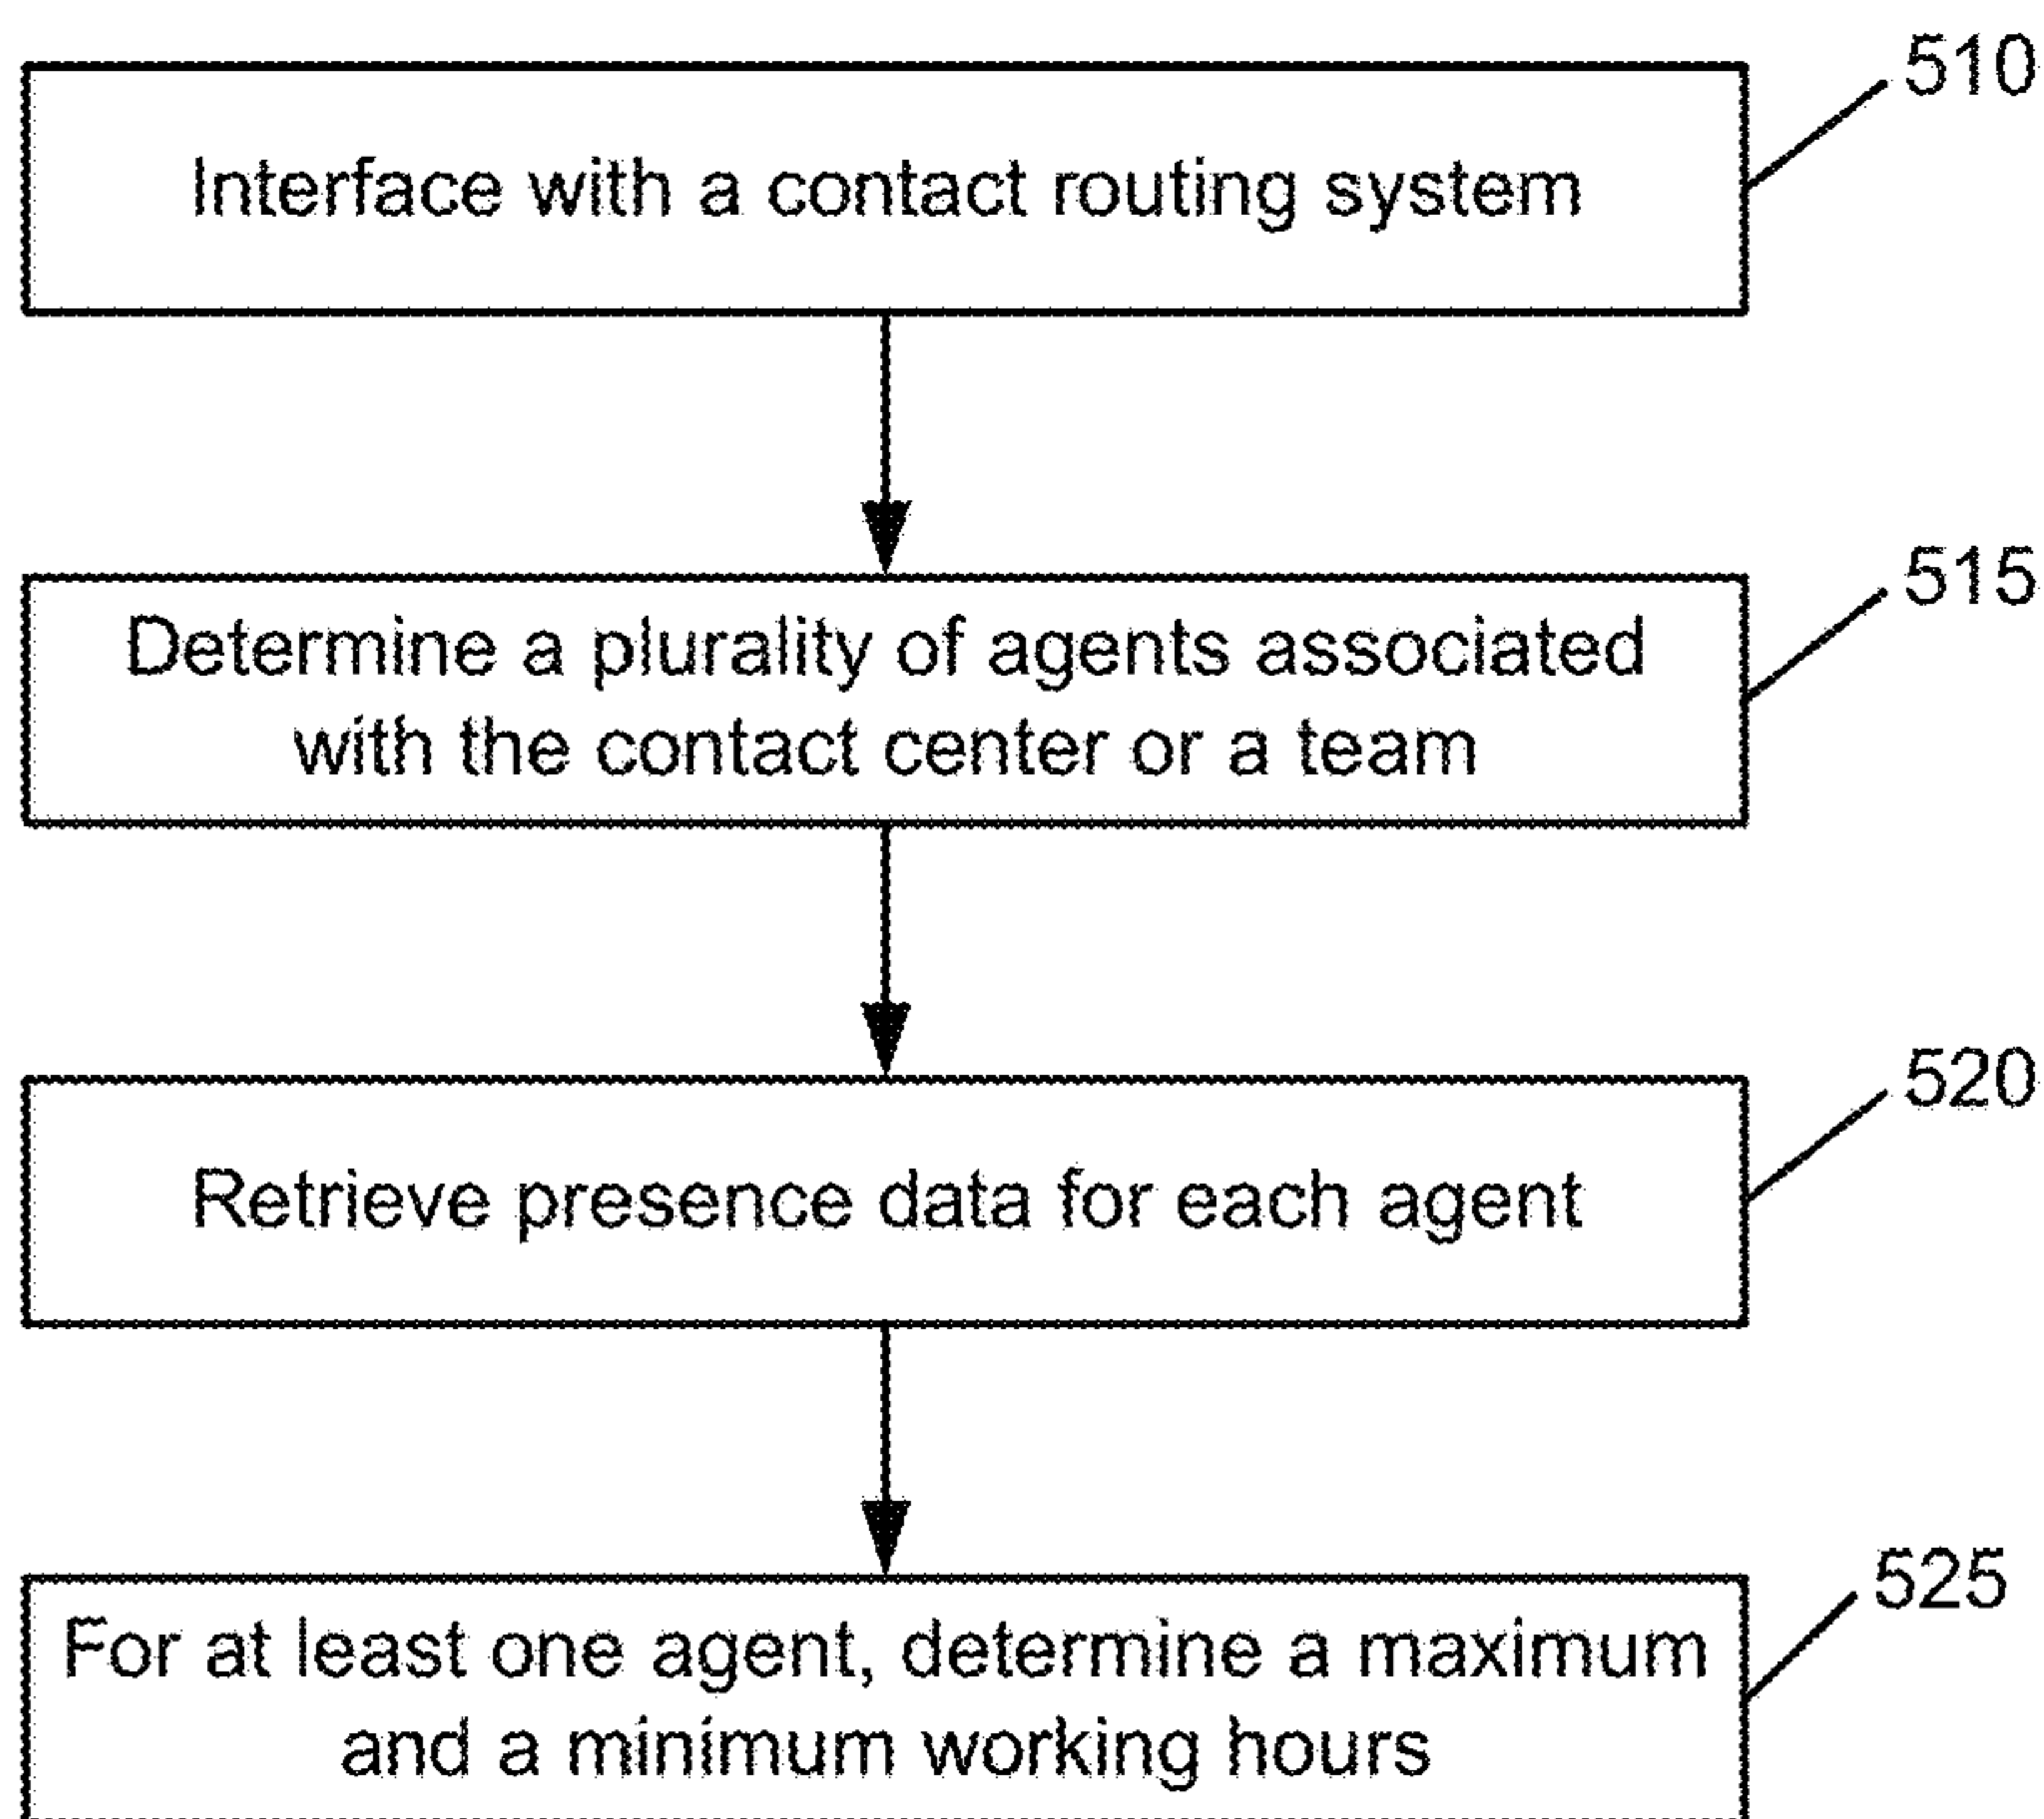 510
Interface with a contact routing system
515
Determine a plurality of agents associated
with the contact center or a team
520
Retrieve presence data for each agent
525
For at least one agent, determine a maximum
and a minimum working hours